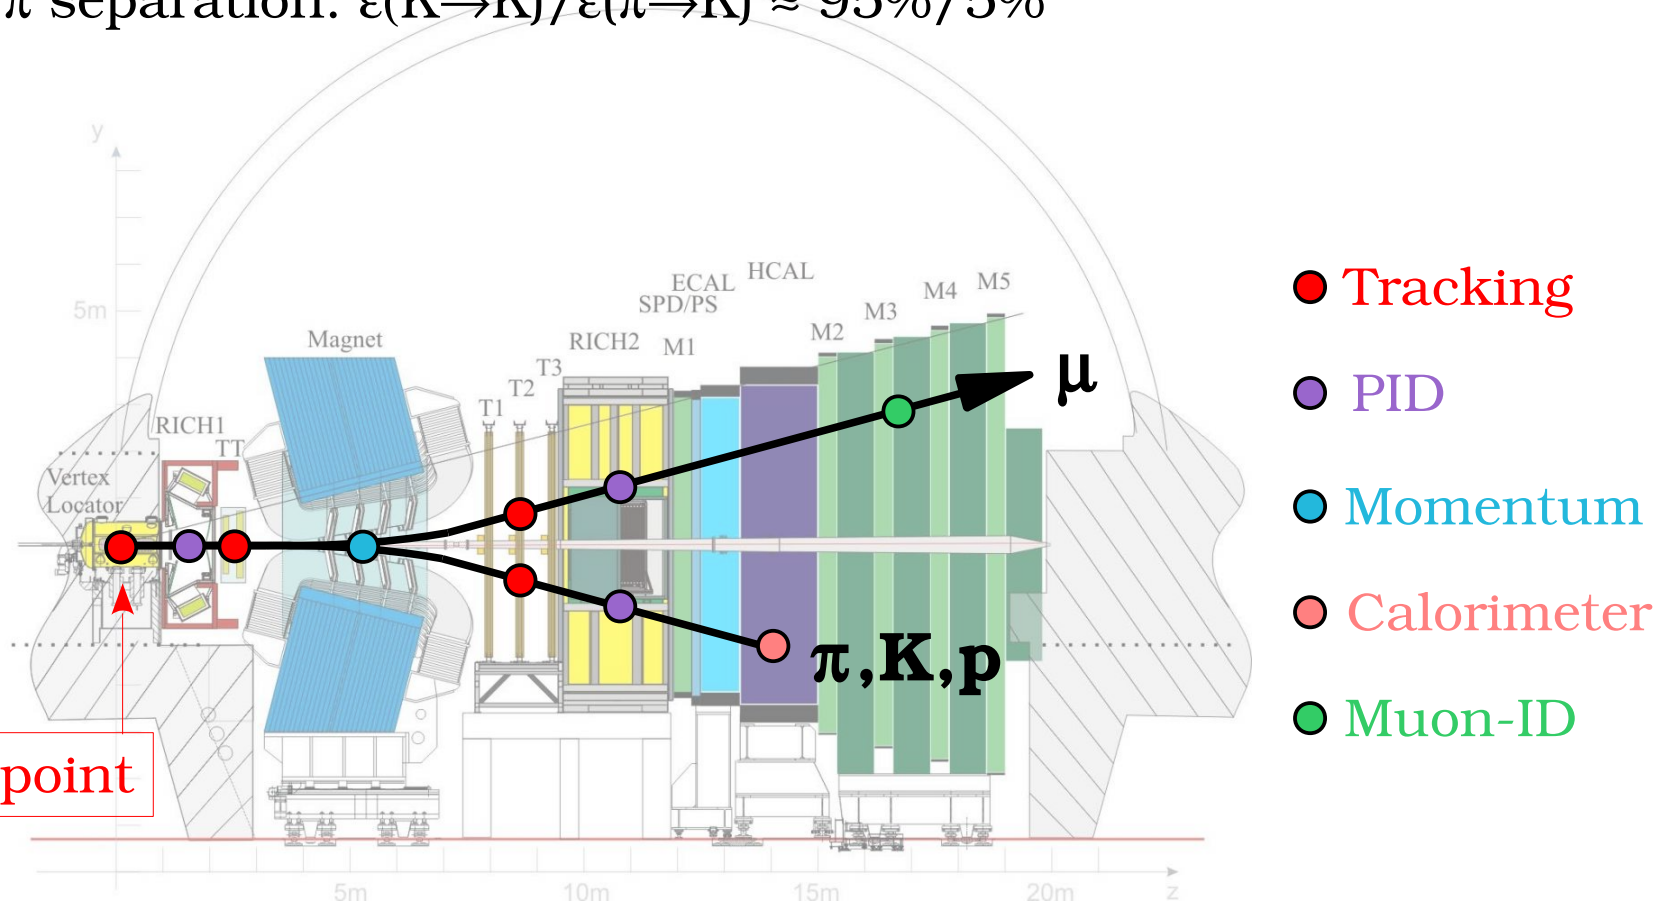 π separation: ε(K→K)/ε(π→K) ≈ 95%/5%
y
5m
Magnet
RICH1
TT
Vertex
Locator
T1
T2
T3
RICH2
SPD/PS
ECAL
HCAL
M1
M2
M3
M4
M5
μ
π,K,p
point
5m
10m
15m
20m
z
Tracking
PID
Momentum
Calorimeter
Muon-ID